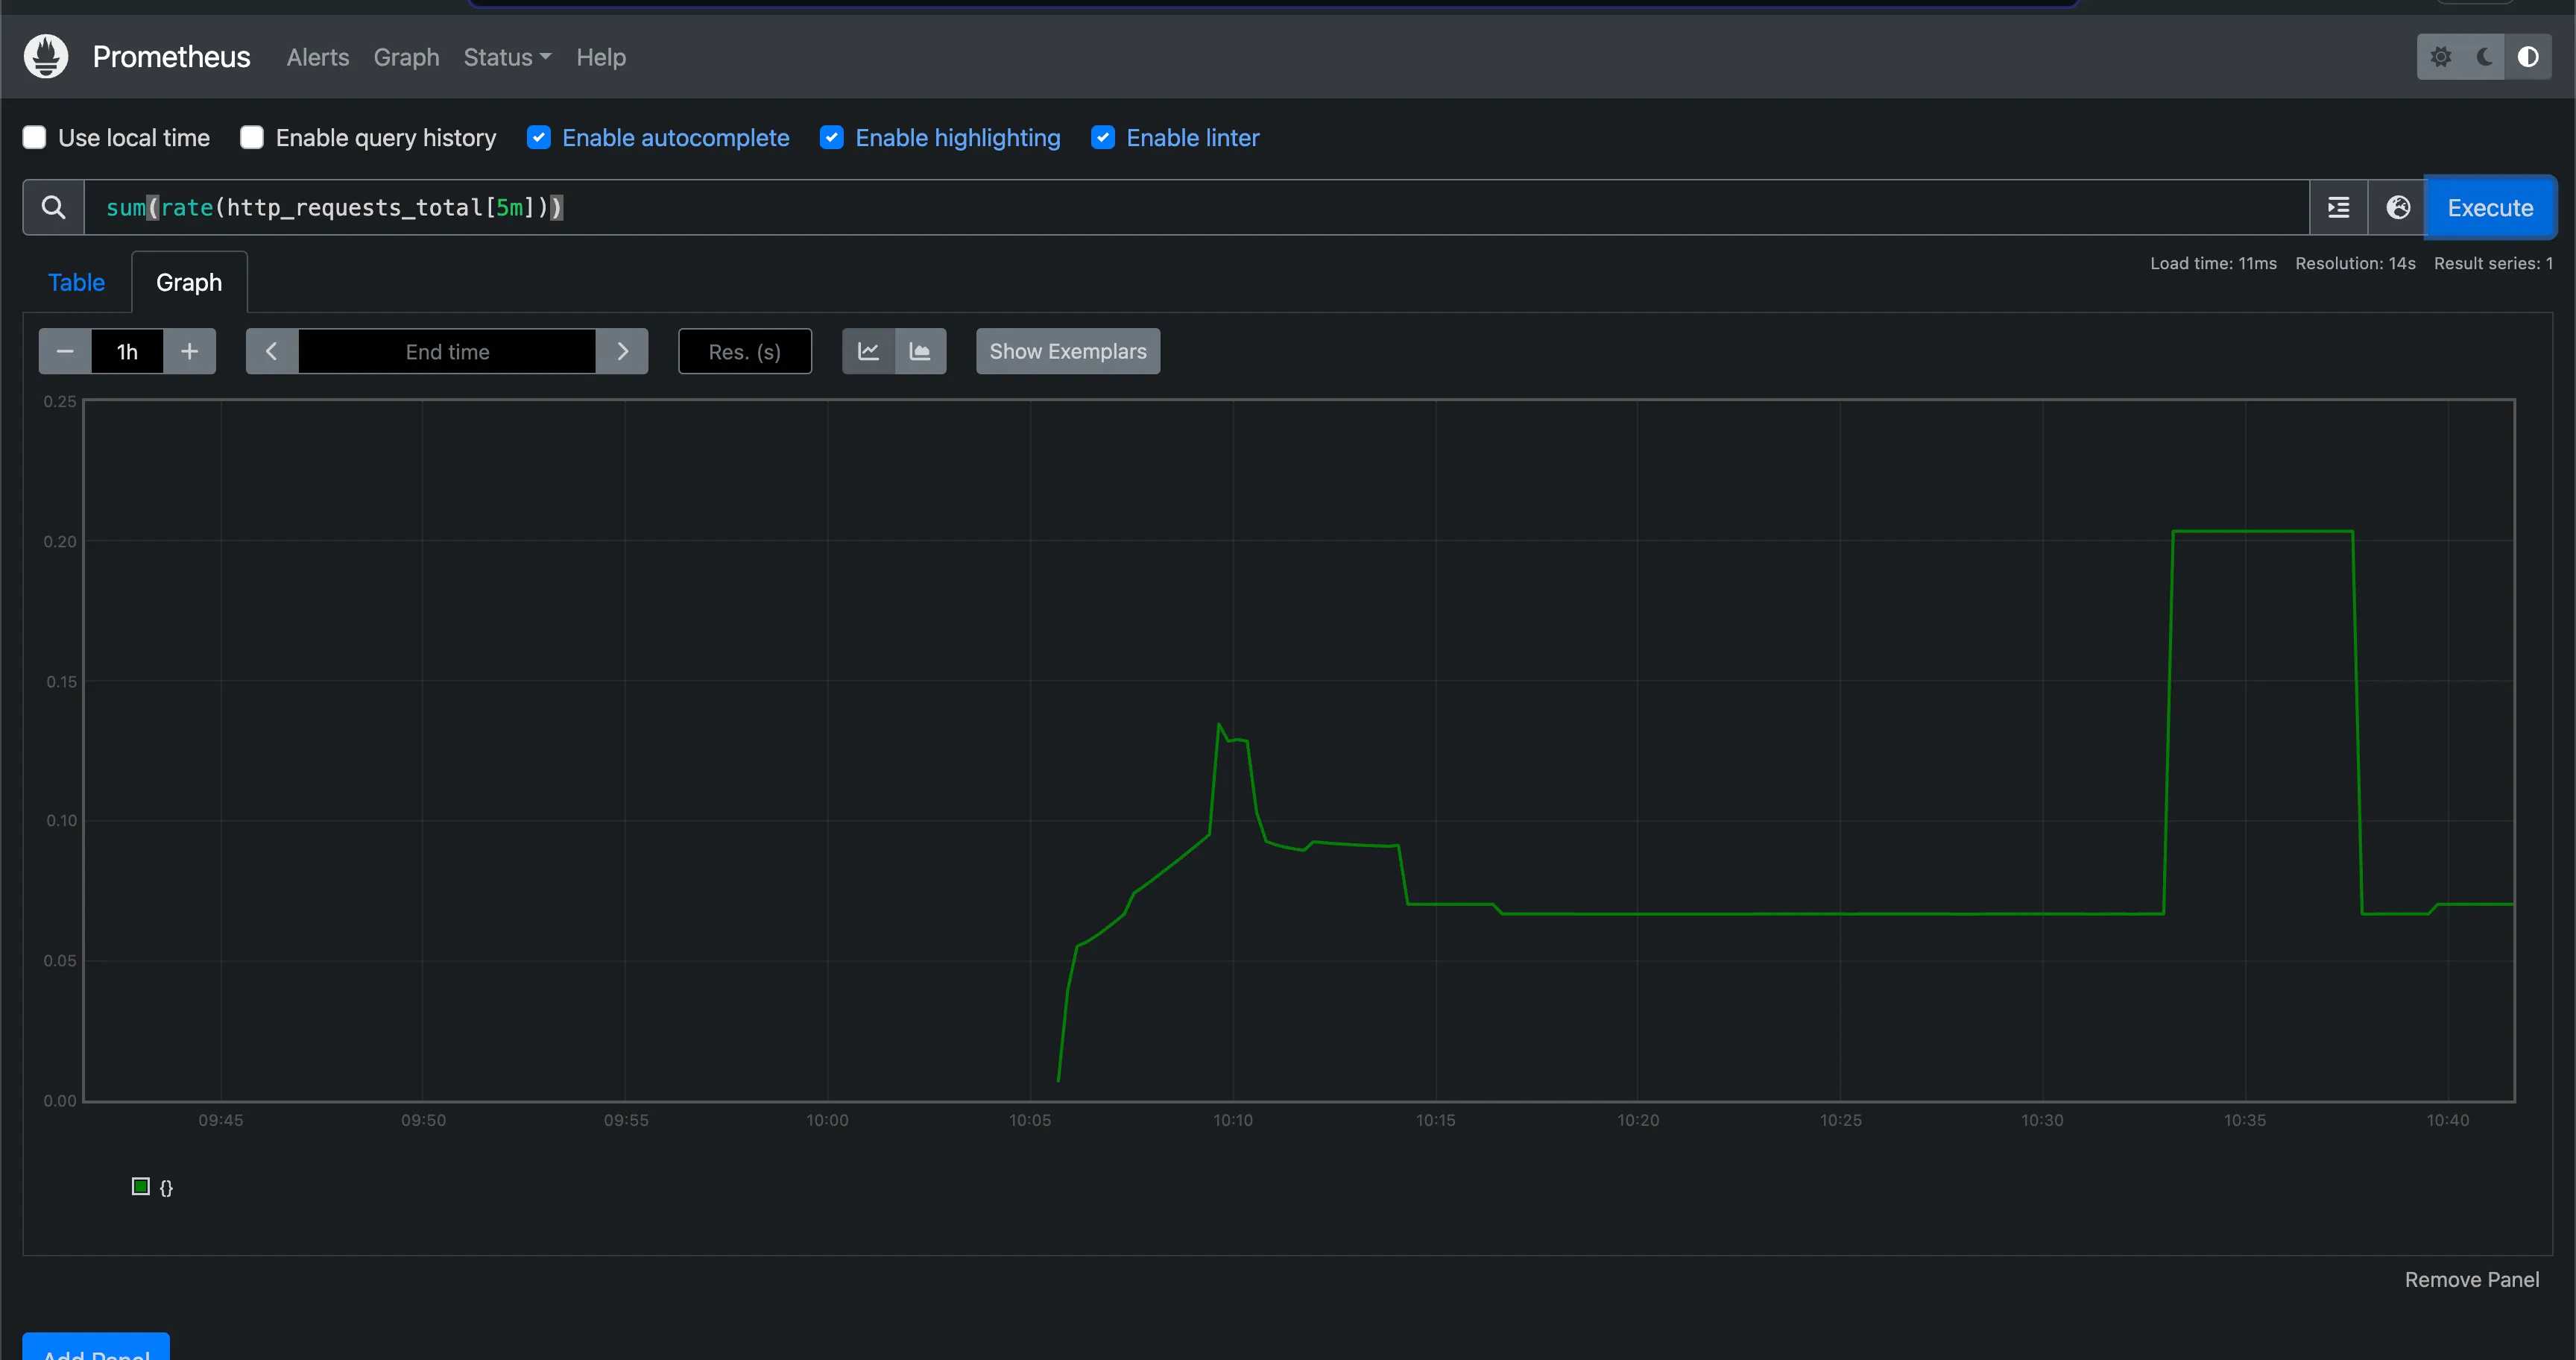 Prometheus Alerts Graph Status Help
Use local time Enable query history Enable autocomplete Enable highlighting Enable linter
sum(rate(http_requests_total[5m])) Execute
Load time: 11ms Resolution: 14s Result series: 1
Table Graph
1h End time Res. (s) Show Exemplars
0.25
0.20
0.15
0.10
0.05
0.00
09:45 09:50 09:55 10:00 10:05 10:10 10:15 10:20 10:25 10:30 10:35 10:40
{}
Remove Panel
Add Panel